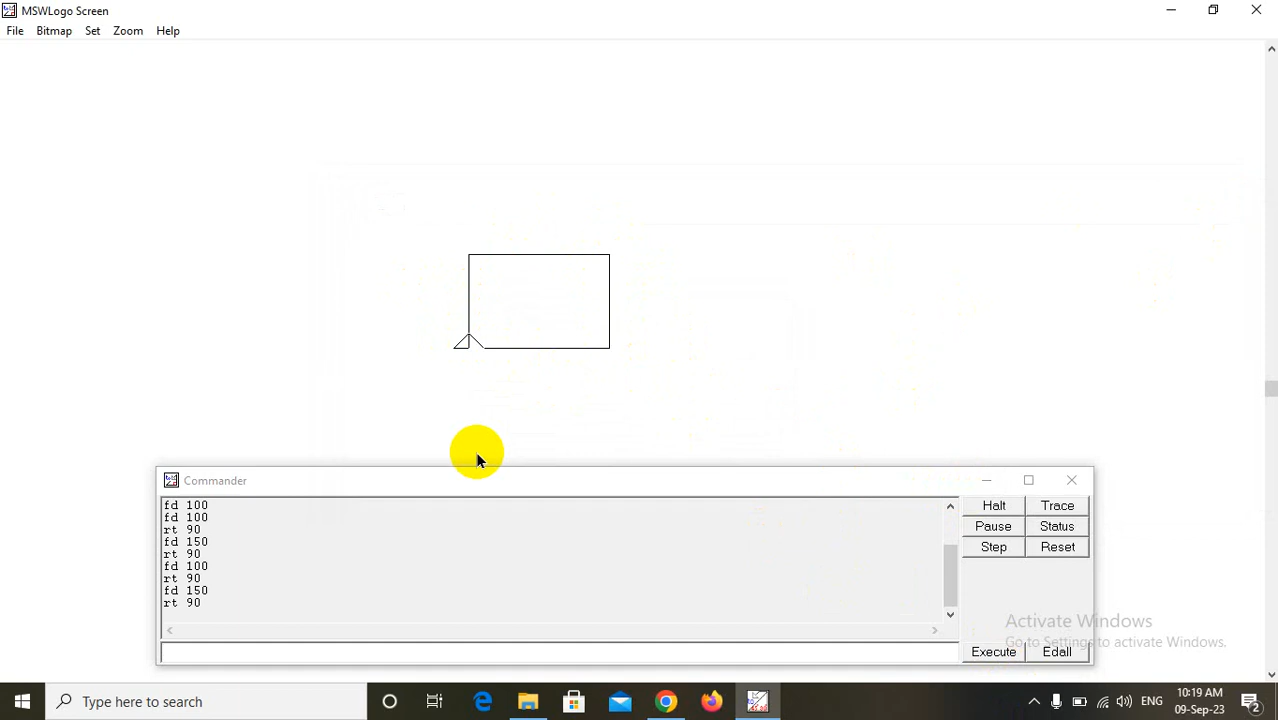 MSWLogo Screen
File Bitmap Set Zoom Help
Commander
fd 100
fd 100
rt 90
fd 150
rt 90
fd 100
rt 90
fd 150
rt 90
Halt Trace
Pause Status
Step Reset
Execute Edall
Activate Windows
Go to Settings to activate Windows.
Type here to search
ENG
10:19 AM
09-Sep-23
2